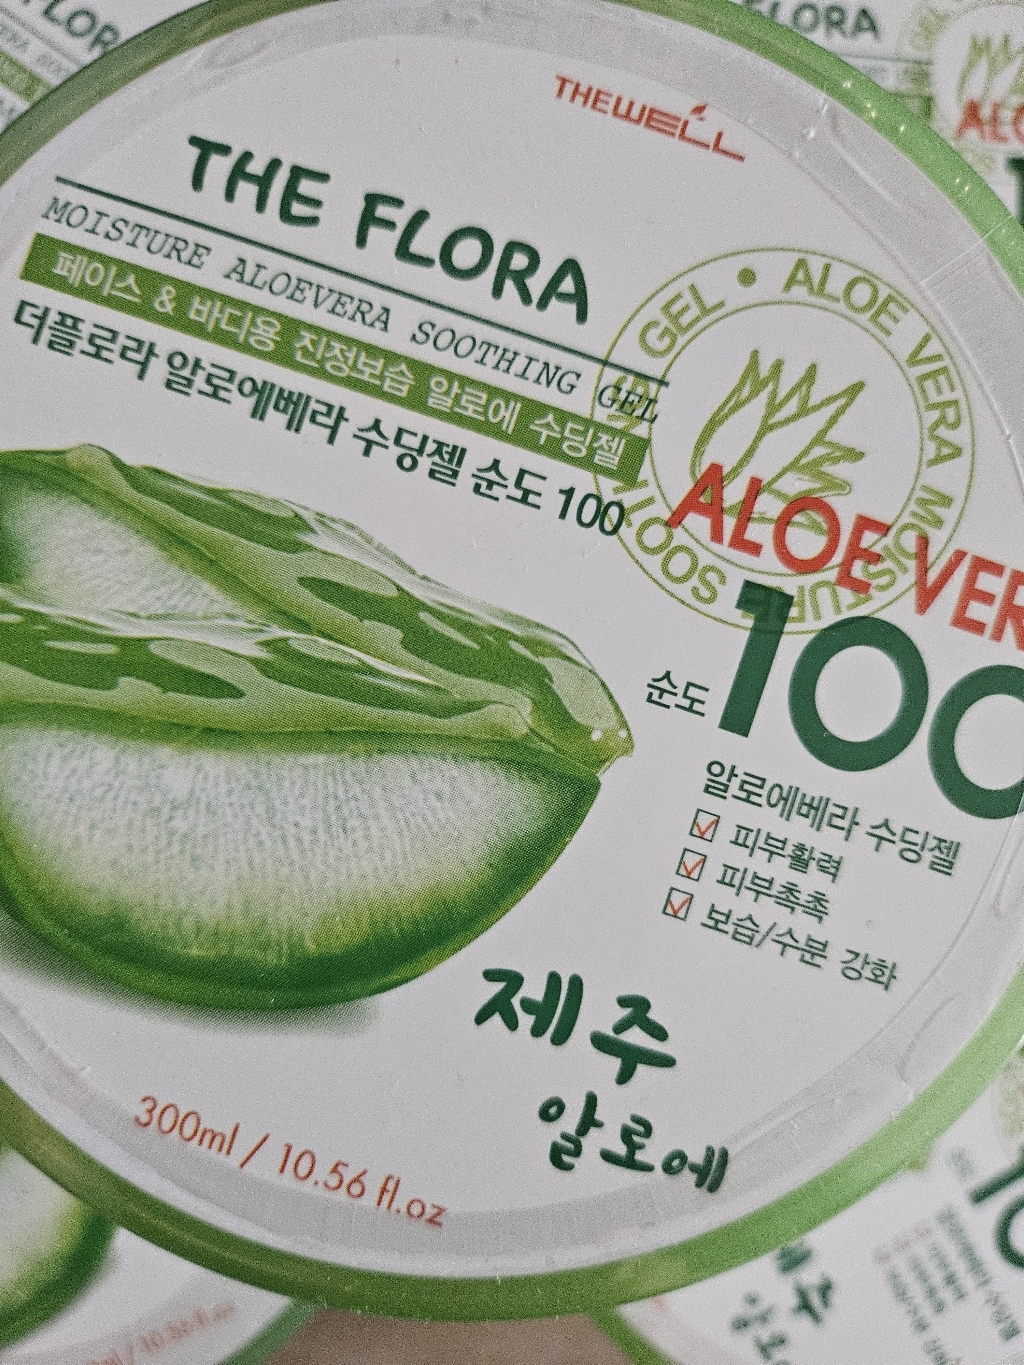 THEWELL
THE FLORA
MOISTURE ALOEVERA SOOTHING GEL
페이스 & 바디용 진정보습 알로에 수딩젤
더플로라 알로에베라 수딩젤 순도 100
ALOE VERA MOISTURE SOOTHING GEL •
ALOE VER
순도 100
알로에베라 수딩젤
☑ 피부활력
☑ 피부촉촉
☑ 보습/수분 강화
제주
알로에
300ml / 10.56 fl.oz
FLORA